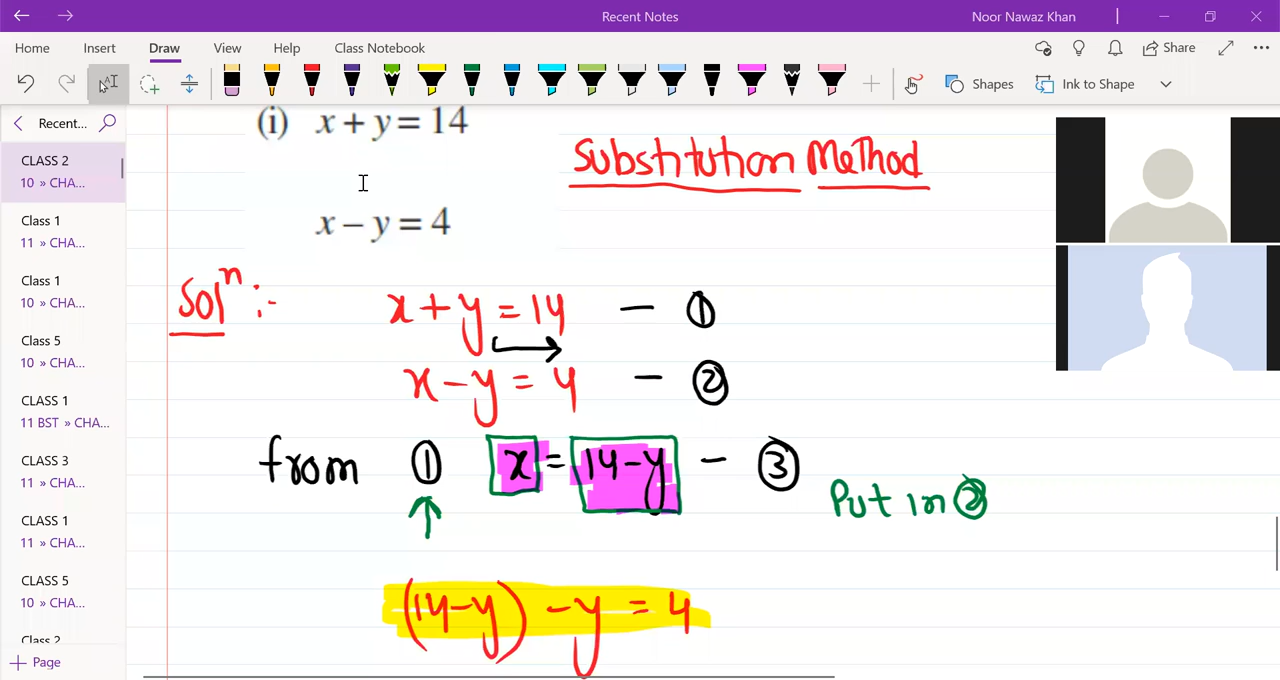 Recent Notes
Noor Nawaz Khan
Home Insert Draw View Help Class Notebook Share
Shapes Ink to Shape
Recent...
CLASS 2
10 » CHA...
Class 1
11 » CHA...
Class 1
10 » CHA...
Class 5
10 » CHA...
CLASS 1
11 BST » CHA...
CLASS 3
11 » CHA...
CLASS 1
11 » CHA...
CLASS 5
10 » CHA...
Class 2
Page
(i) x + y = 14
Substitution Method
x − y = 4
Solⁿ :-
x + y = 14 — ①
x − y = 4 — ②
from ① x = 14 − y — ③
Put in ②
(14 − y) − y = 4